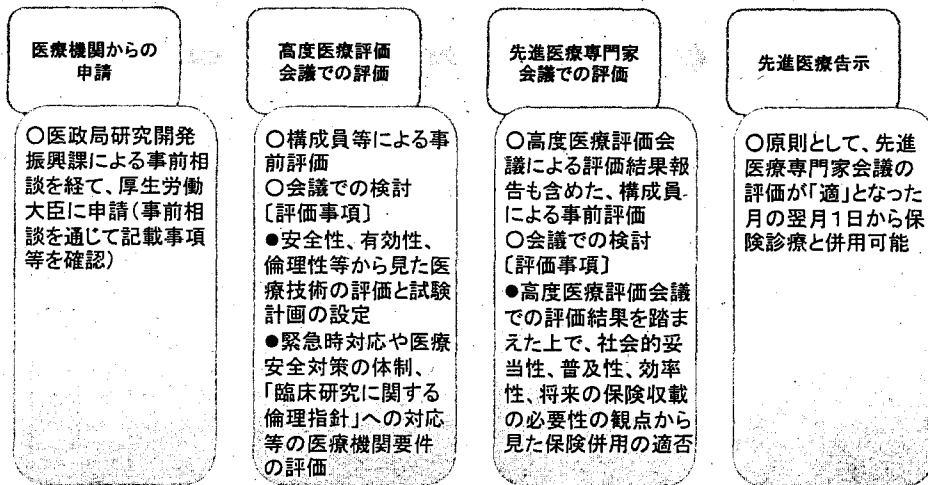 医療機関からの
申請
○医政局研究開発
振興課による事前相
談を経て、厚生労働
大臣に申請(事前相
談を通じて記載事項
等を確認)
高度医療評価
会議での評価
○構成員等による事
前評価
○会議での検討
〔評価事項〕
●安全性、有効性、
倫理性等から見た医
療技術の評価と試験
計画の設定
●緊急時対応や医療
安全対策の体制、
「臨床研究に関する
倫理指針」への対応
等の医療機関要件
の評価
先進医療専門家
会議での評価
○高度医療評価会
議による評価結果報
告も含めた、構成員
による事前評価
○会議での検討
〔評価事項〕
●高度医療評価会議
での評価結果を踏ま
えた上で、社会的妥
当性、普及性、効率
性、将来の保険収載
の必要性の観点から
見た保険併用の適否
先進医療告示
○原則として、先進
医療専門家会議の
評価が「適」となった
月の翌月1日から保
険診療と併用可能